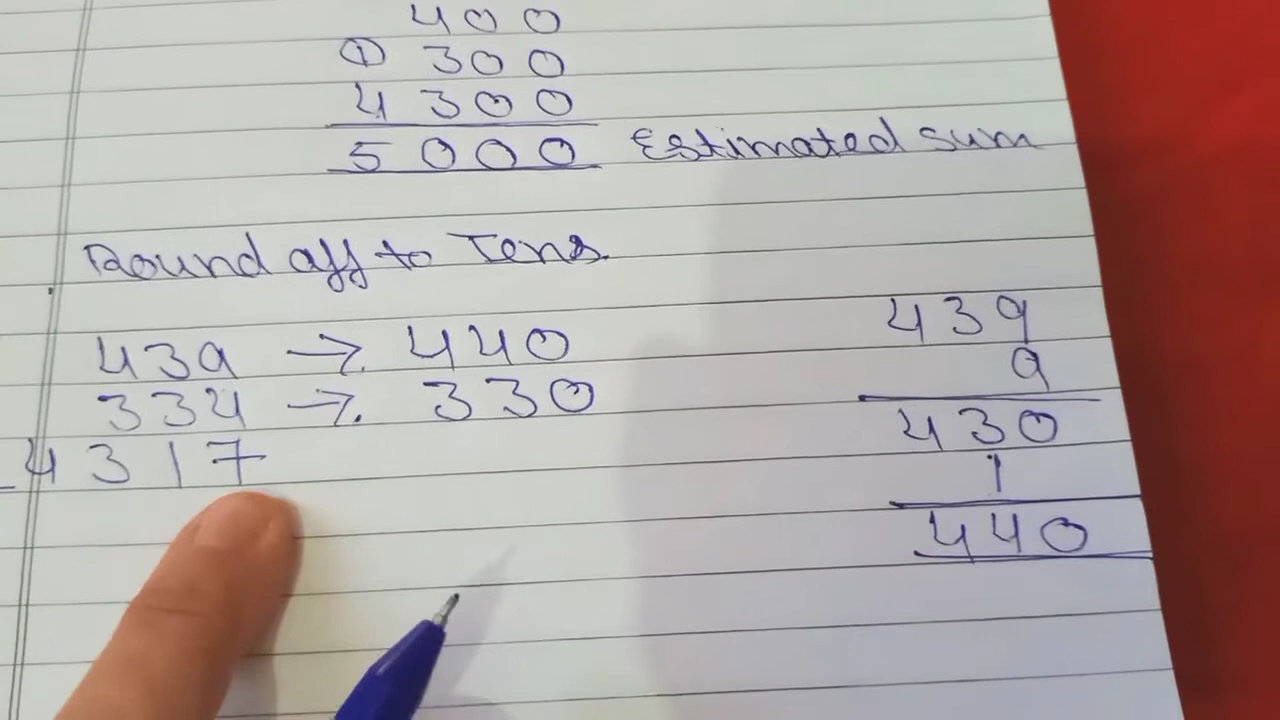 400
① 300
4300
5000 Estimated sum
Round off to Tens.
439 → 440
334 → 330
4317
439
9
430
1
440